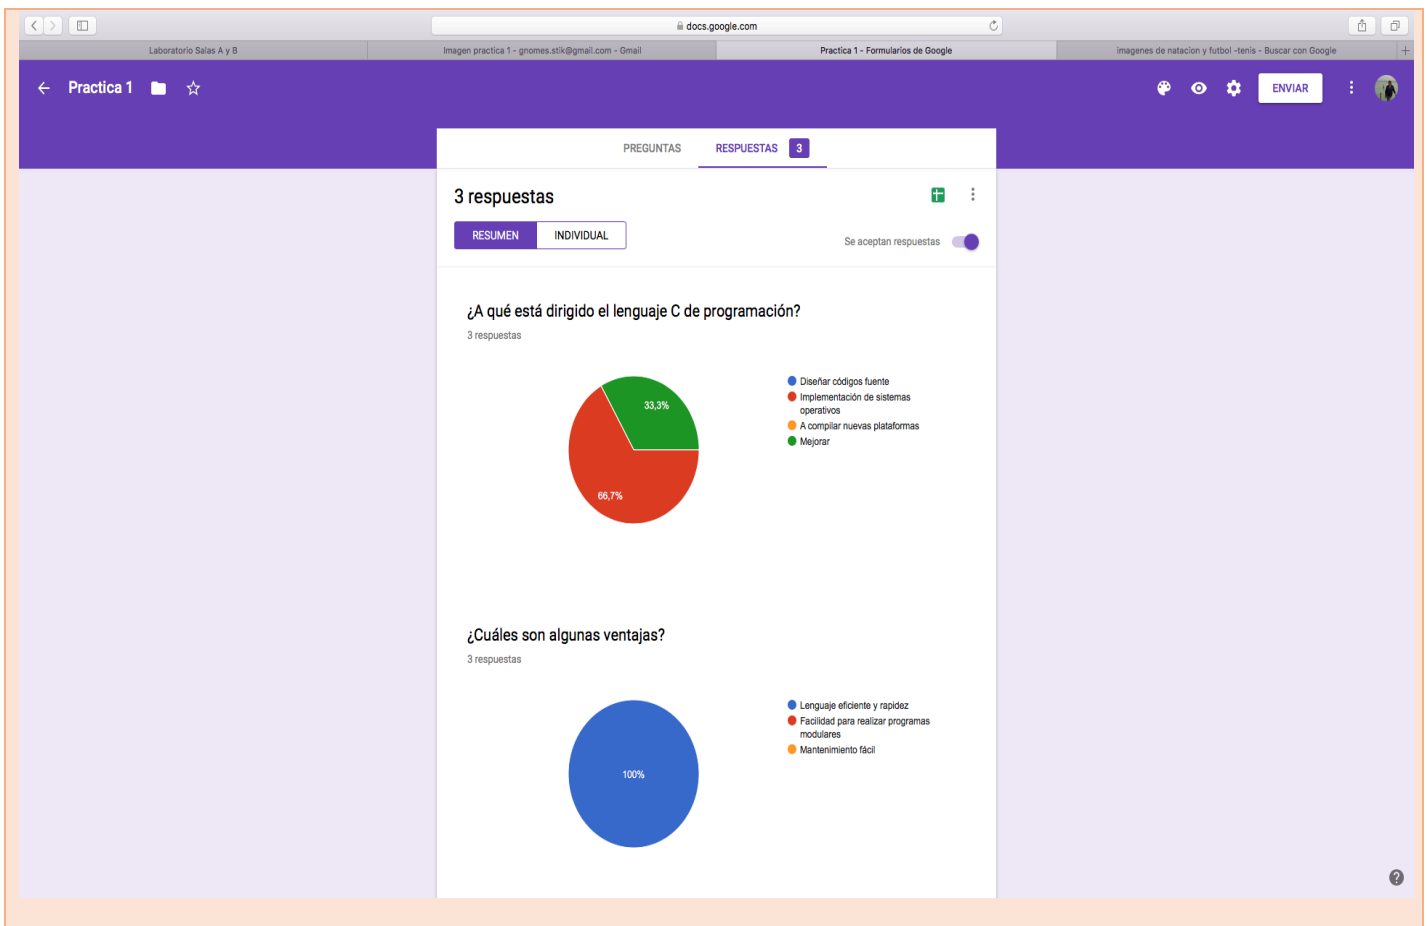 docs.google.com
Laboratorio Salas A y B
Imagen practica 1 - gnomes.stik@gmail.com - Gmail
Practica 1 - Formularios de Google
imagenes de natacion y futbol -tenis - Buscar con Google
Practica 1
ENVIAR
PREGUNTAS
RESPUESTAS 3
3 respuestas
RESUMEN
INDIVIDUAL
Se aceptan respuestas
¿A qué está dirigido el lenguaje C de programación?
3 respuestas
33,3%
66,7%
Diseñar códigos fuente
Implementación de sistemas
operativos
A compilar nuevas plataformas
Mejorar
¿Cuáles son algunas ventajas?
3 respuestas
100%
Lenguaje eficiente y rapidez
Facilidad para realizar programas
modulares
Mantenimiento fácil